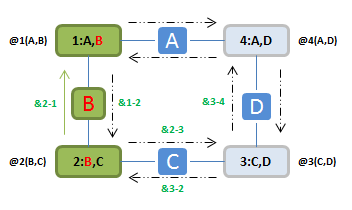 @1(A,B) 1:A,B A 4:A,D @4(A,D)
&2-1 B &1-2 &3-4 D
&2-3
@2(B,C) 2:B,C C 3:C,D @3(C,D)
&3-2